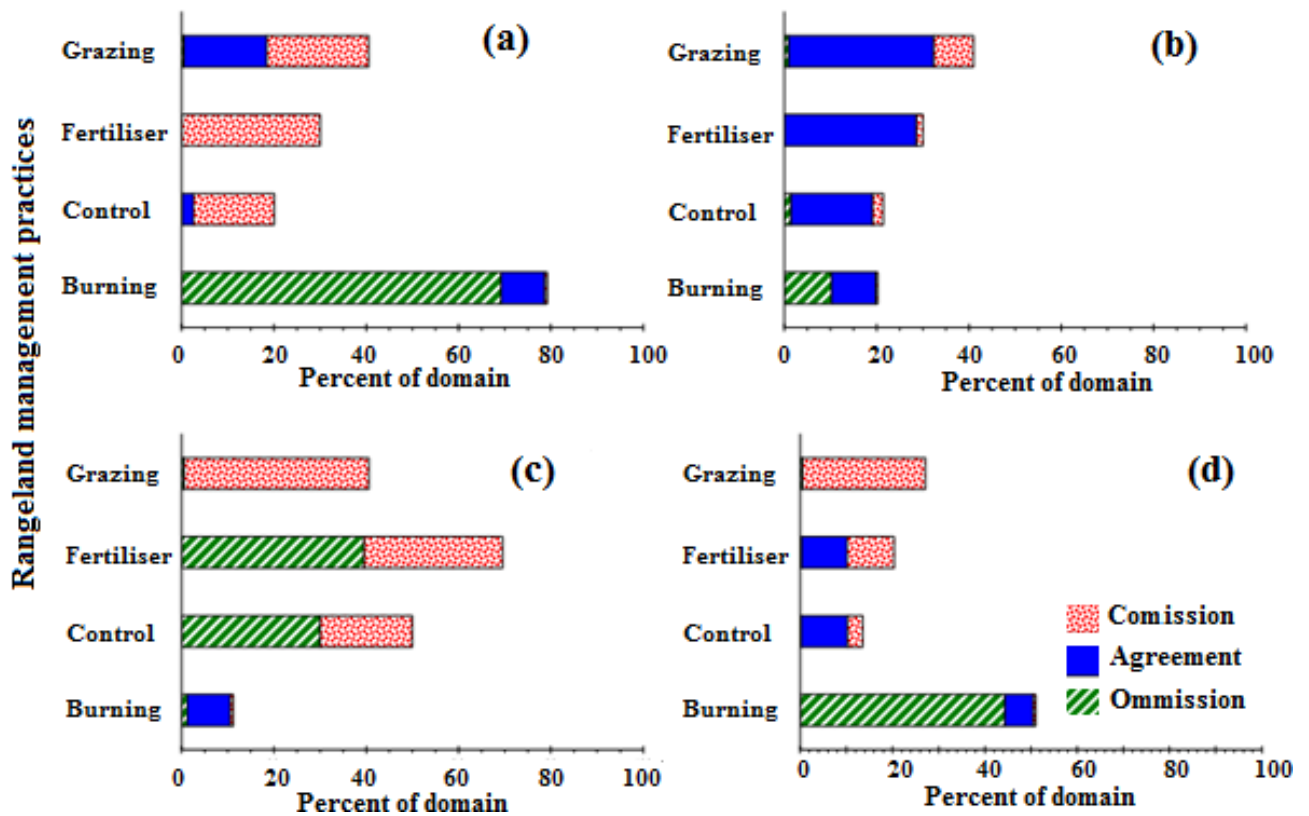 Rangeland management practices
(a)
Grazing
Fertiliser
Control
Burning
0 20 40 60 80 100
Percent of domain
(b)
Grazing
Fertiliser
Control
Burning
0 20 40 60 80 100
Percent of domain
(c)
Grazing
Fertiliser
Control
Burning
0 20 40 60 80 100
Percent of domain
(d)
Grazing
Fertiliser
Control
Burning
0 20 40 60 80 100
Percent of domain
Comission
Agreement
Ommission